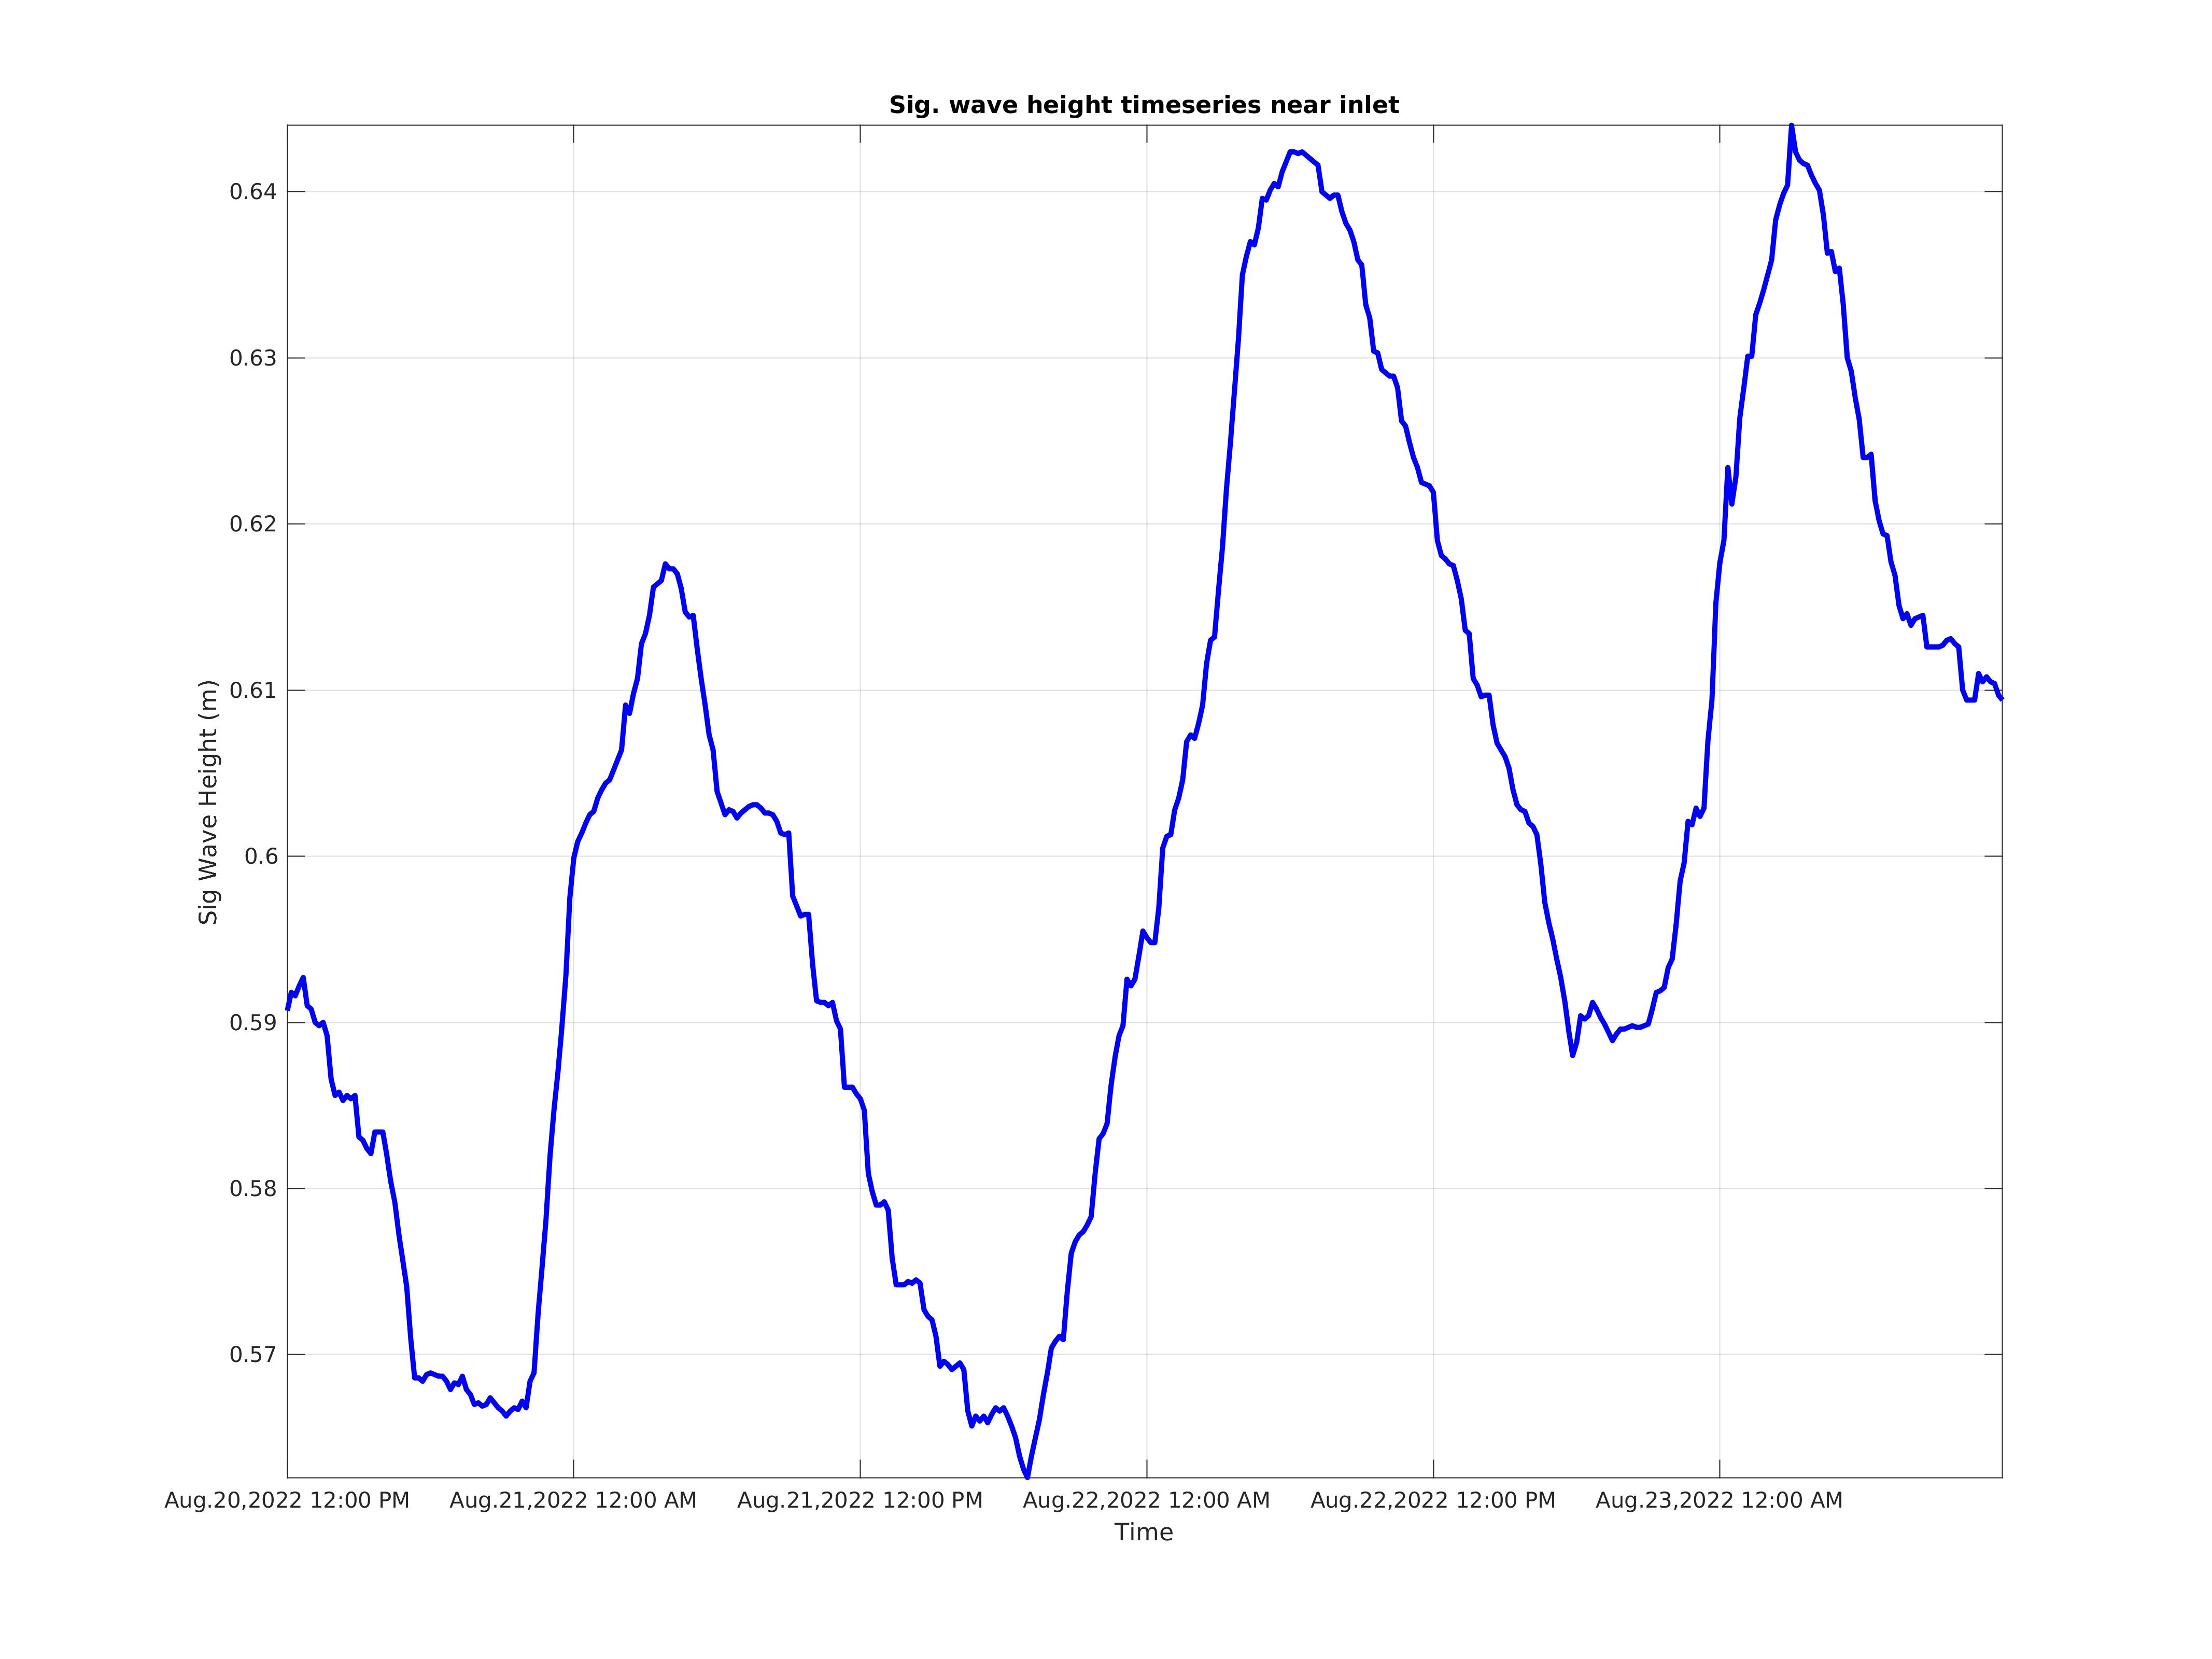 Sig. wave height timeseries near inlet
0.64
0.63
0.62
0.61
0.6
0.59
0.58
0.57
Sig Wave Height (m)
Aug.20,2022 12:00 PM Aug.21,2022 12:00 AM Aug.21,2022 12:00 PM Aug.22,2022 12:00 AM Aug.22,2022 12:00 PM Aug.23,2022 12:00 AM
Time